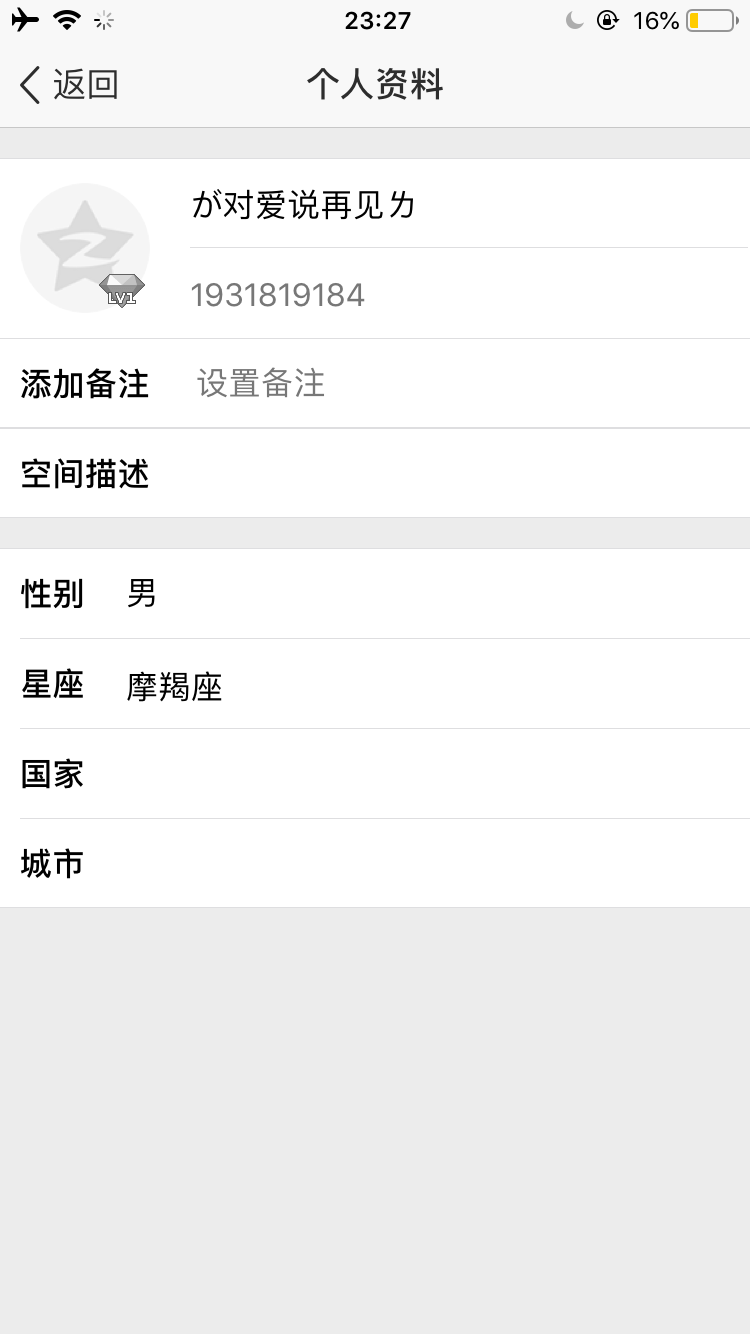 23:27
16%
返回
个人资料
が对爱说再见ㄌ
LV1
1931819184
添加备注 设置备注
空间描述
性别 男
星座 摩羯座
国家
城市